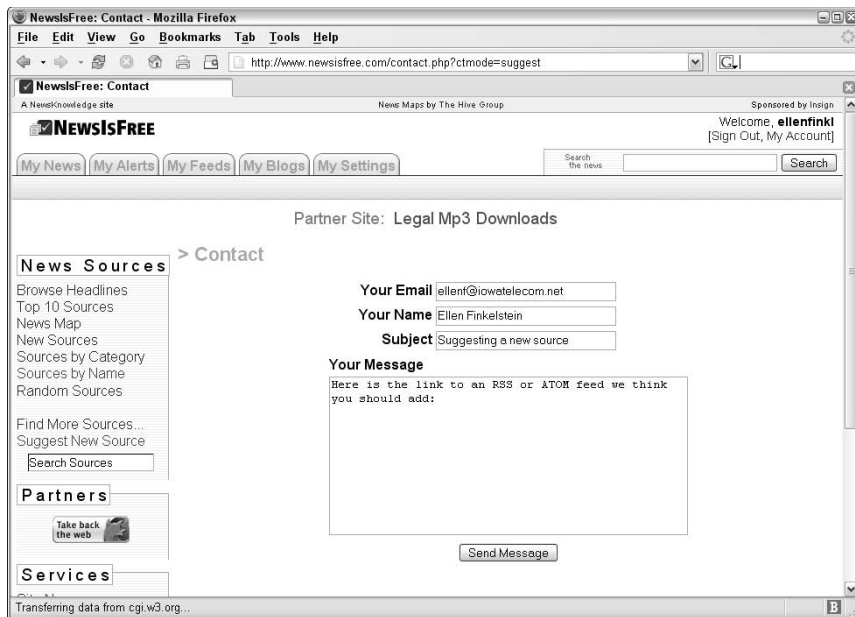 NewsIsFree: Contact - Mozilla Firefox
File Edit View Go Bookmarks Tab Tools Help
http://www.newsisfree.com/contact.php?ctmode=suggest
G
NewsIsFree: Contact
A NewsKnowledge site News Maps by The Hive Group Sponsored by Insign
NEWSISFREE
Welcome, ellenfinkl
[Sign Out, My Account]
My News My Alerts My Feeds My Blogs My Settings
Search the news Search
Partner Site: Legal Mp3 Downloads
> Contact
News Sources
Browse Headlines
Top 10 Sources
News Map
New Sources
Sources by Category
Sources by Name
Random Sources
Find More Sources...
Suggest New Source
Search Sources
Partners
Take back
the web
Services
Your Email ellenf@iowatelecom.net
Your Name Ellen Finkelstein
Subject Suggesting a new source
Your Message
Here is the link to an RSS or ATOM feed we think
you should add:
Send Message
Transferring data from cgi.w3.org...
B